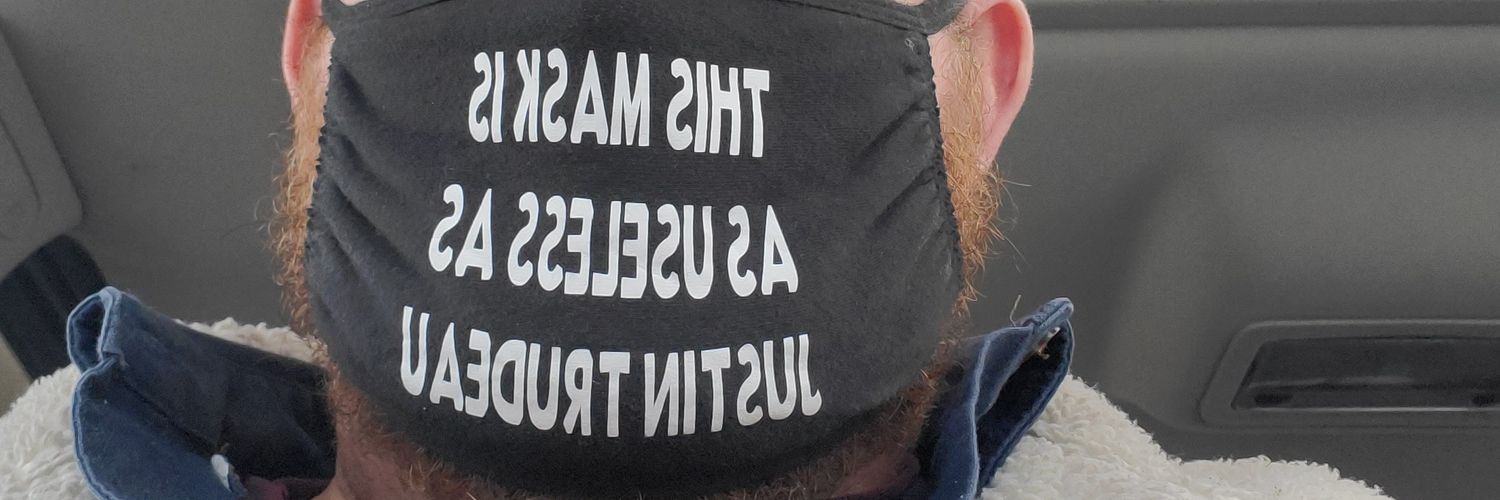 THIS MASK IS
AS USELESS AS
JUSTIN TRUDEAU